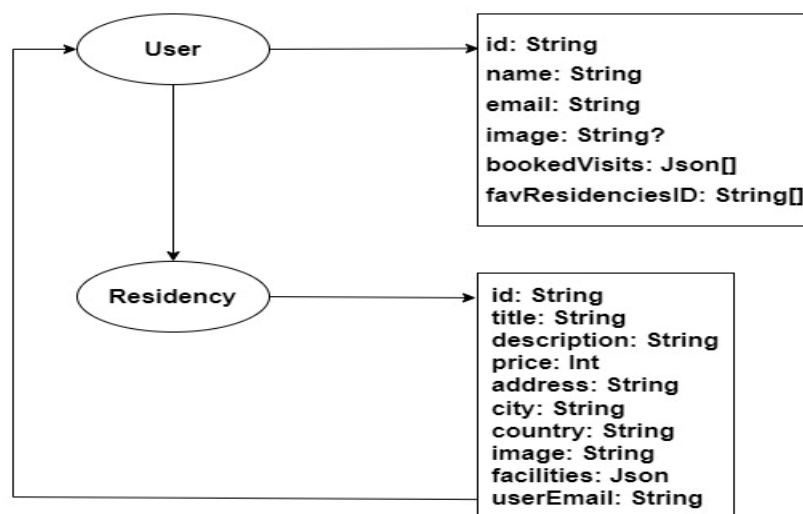 User
id: String
name: String
email: String
image: String?
bookedVisits: Json[]
favResidenciesID: String[]
Residency
id: String
title: String
description: String
price: Int
address: String
city: String
country: String
image: String
facilities: Json
userEmail: String